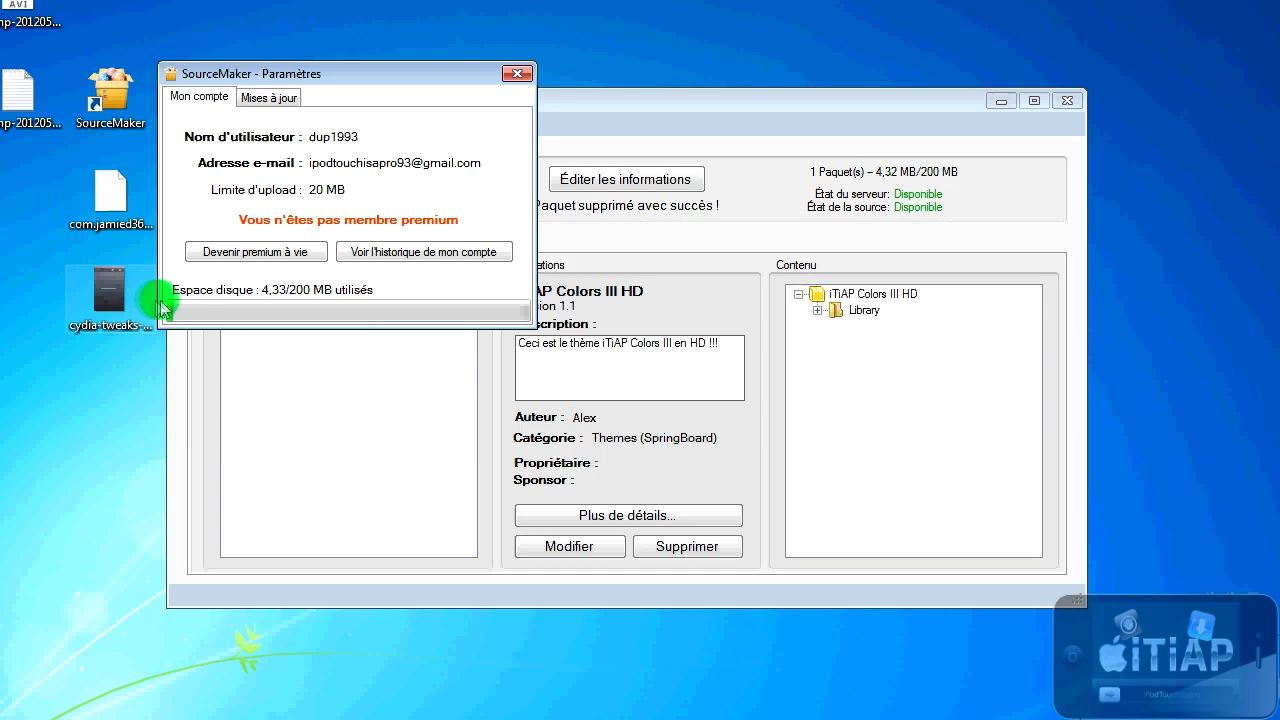 AVI
np-201205...
np-201205...
SourceMaker
com.jamied36...
cydia-tweaks-...
SourceMaker - Paramètres
Mon compte
Mises à jour
Nom d'utilisateur : dup1993
Adresse e-mail : ipodtouchisapro93@gmail.com
Limite d'upload : 20 MB
Vous n'êtes pas membre premium
Devenir premium à vie
Voir l'historique de mon compte
Espace disque : 4,33/200 MB utilisés
Éditer les informations
Paquet supprimé avec succès !
1 Paquet(s) – 4,32 MB/200 MB
État du serveur: Disponible
État de la source: Disponible
ations
AP Colors III HD
sion 1.1
scription :
Ceci est le thème iTiAP Colors III en HD !!!
Auteur : Alex
Catégorie : Themes (SpringBoard)
Propriétaire :
Sponsor :
Plus de détails...
Modifier
Supprimer
Contenu
iTiAP Colors III HD
Library
iTiAP